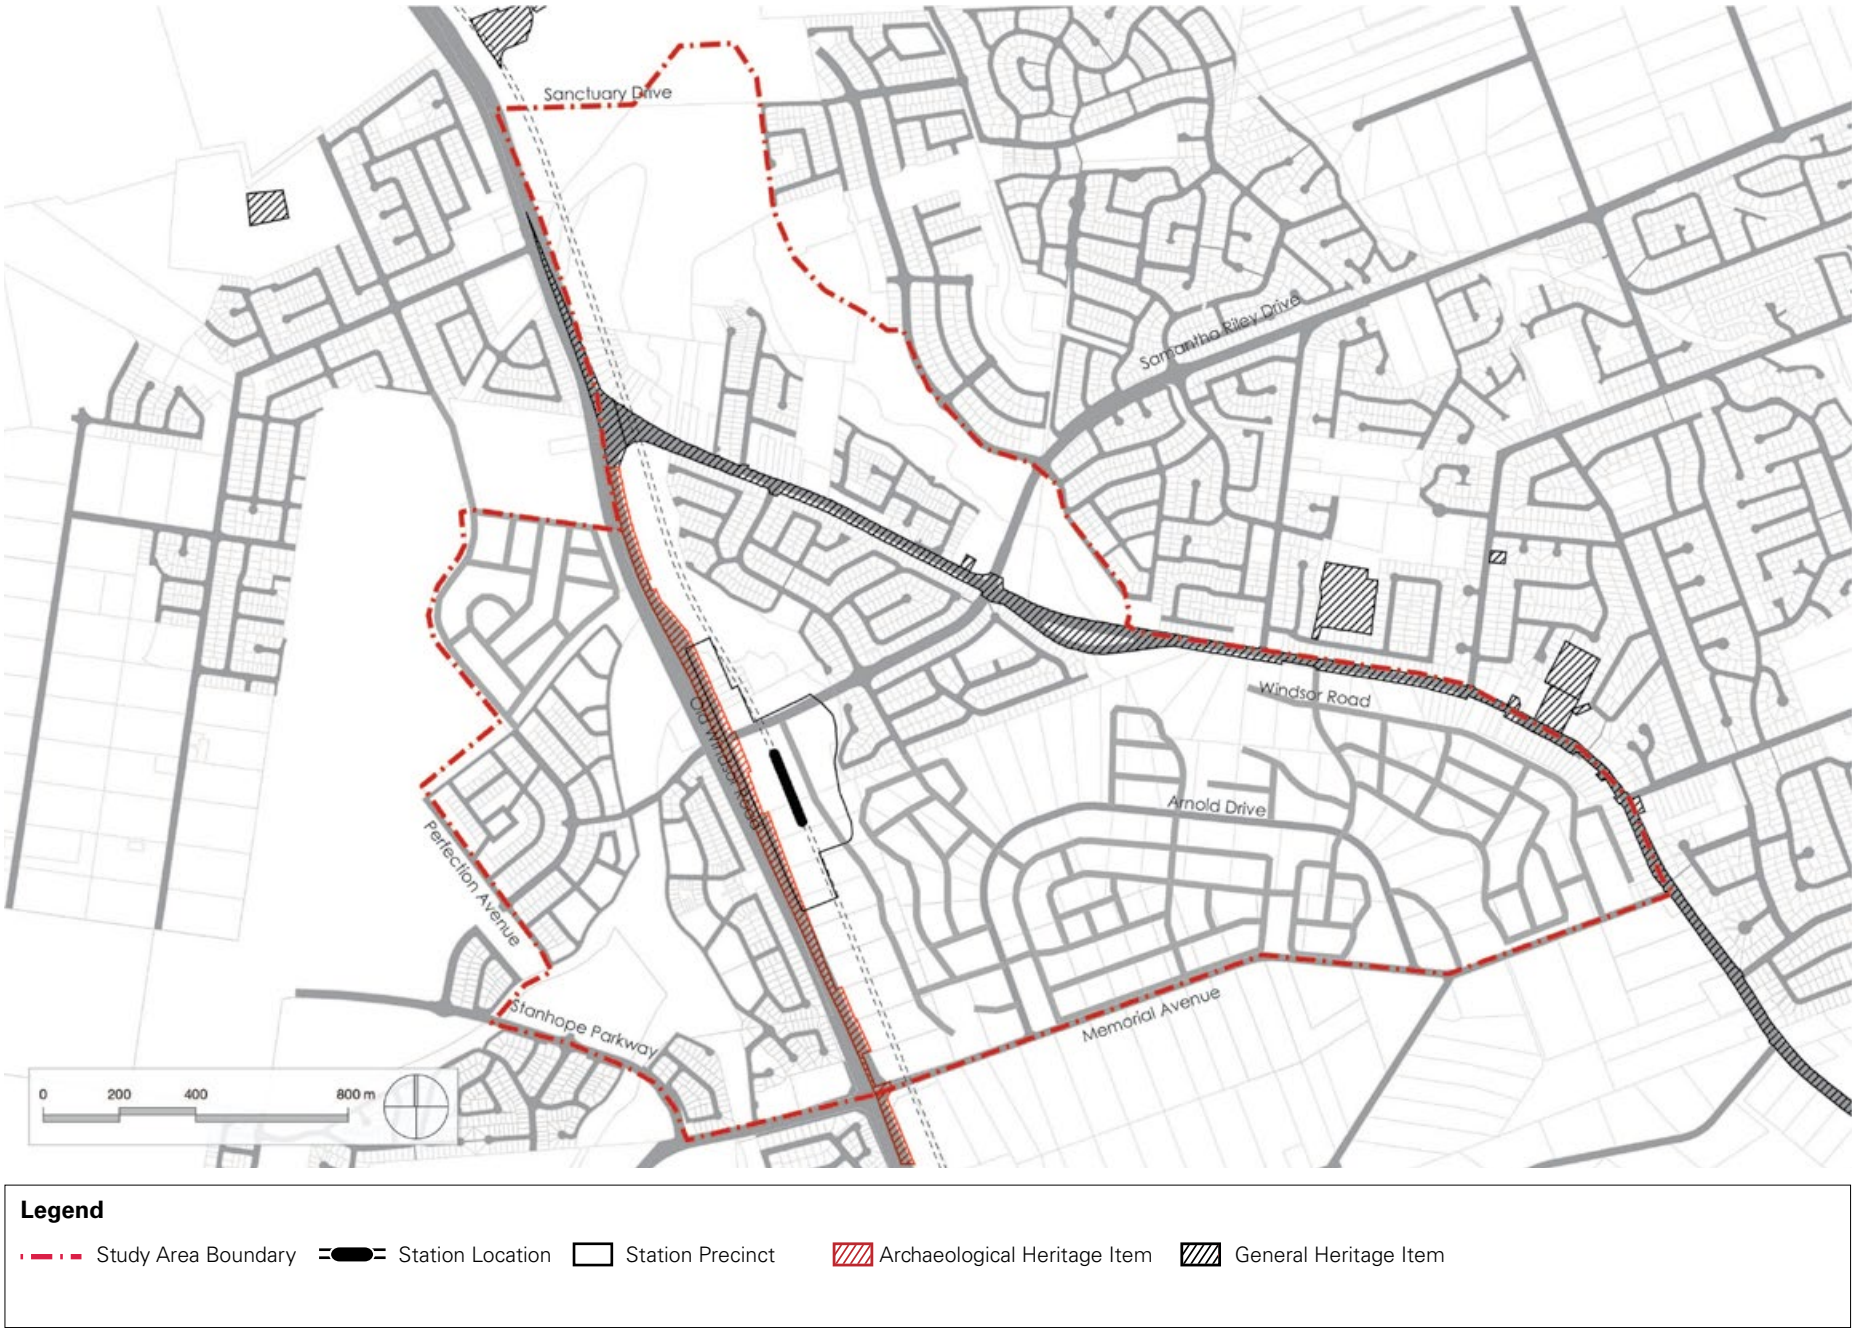 Sanctuary Drive
Samantha Riley Drive
Windsor Road
Old Windsor Road
Arnold Drive
Perfection Avenue
Memorial Avenue
Stanhope Parkway
0 200 400 800 m
Legend
Study Area Boundary Station Location Station Precinct Archaeological Heritage Item General Heritage Item